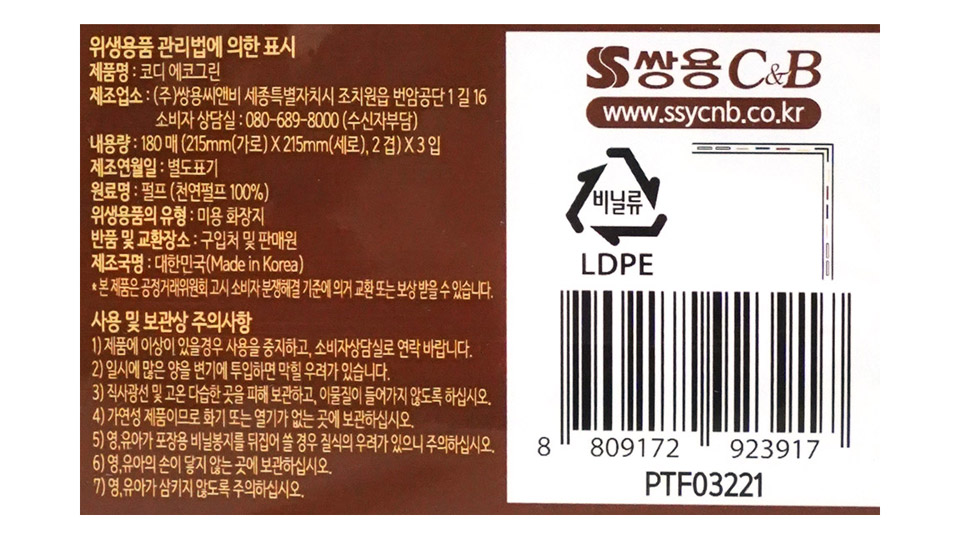 위생용품 관리법에 의한 표시
제품명 : 코디 에코그린
제조업소 : (주)쌍용씨앤비 세종특별자치시 조치원읍 번암공단 1 길 16
소비자 상담실 : 080-689-8000 (수신자부담)
내용량 : 180 매 (215mm(가로) X 215mm(세로), 2 겹) X 3 입
제조연월일 : 별도표기
원료명 : 펄프 (천연펄프 100%)
위생용품의 유형 : 미용 화장지
반품 및 교환장소 : 구입처 및 판매원
제조국명 : 대한민국(Made in Korea)
* 본 제품은 공정거래위원회 고시 소비자 분쟁해결 기준에 의거 교환 또는 보상 받을 수 있습니다.
사용 및 보관상 주의사항
1) 제품에 이상이 있을경우 사용을 중지하고, 소비자상담실로 연락 바랍니다.
2) 일시에 많은 양을 변기에 투입하면 막힐 우려가 있습니다.
3) 직사광선 및 고온 다습한 곳을 피해 보관하고, 이물질이 들어가지 않도록 하십시오.
4) 가연성 제품이므로 화기 또는 열기가 없는 곳에 보관하십시오.
5) 영,유아가 포장용 비닐봉지를 뒤집어 쓸 경우 질식의 우려가 있으니 주의하십시오.
6) 영,유아의 손이 닿지 않는 곳에 보관하십시오.
7) 영,유아가 삼키지 않도록 주의하십시오.
쌍용 C&B
www.ssycnb.co.kr
비닐류
LDPE
8 809172 923917
PTF03221